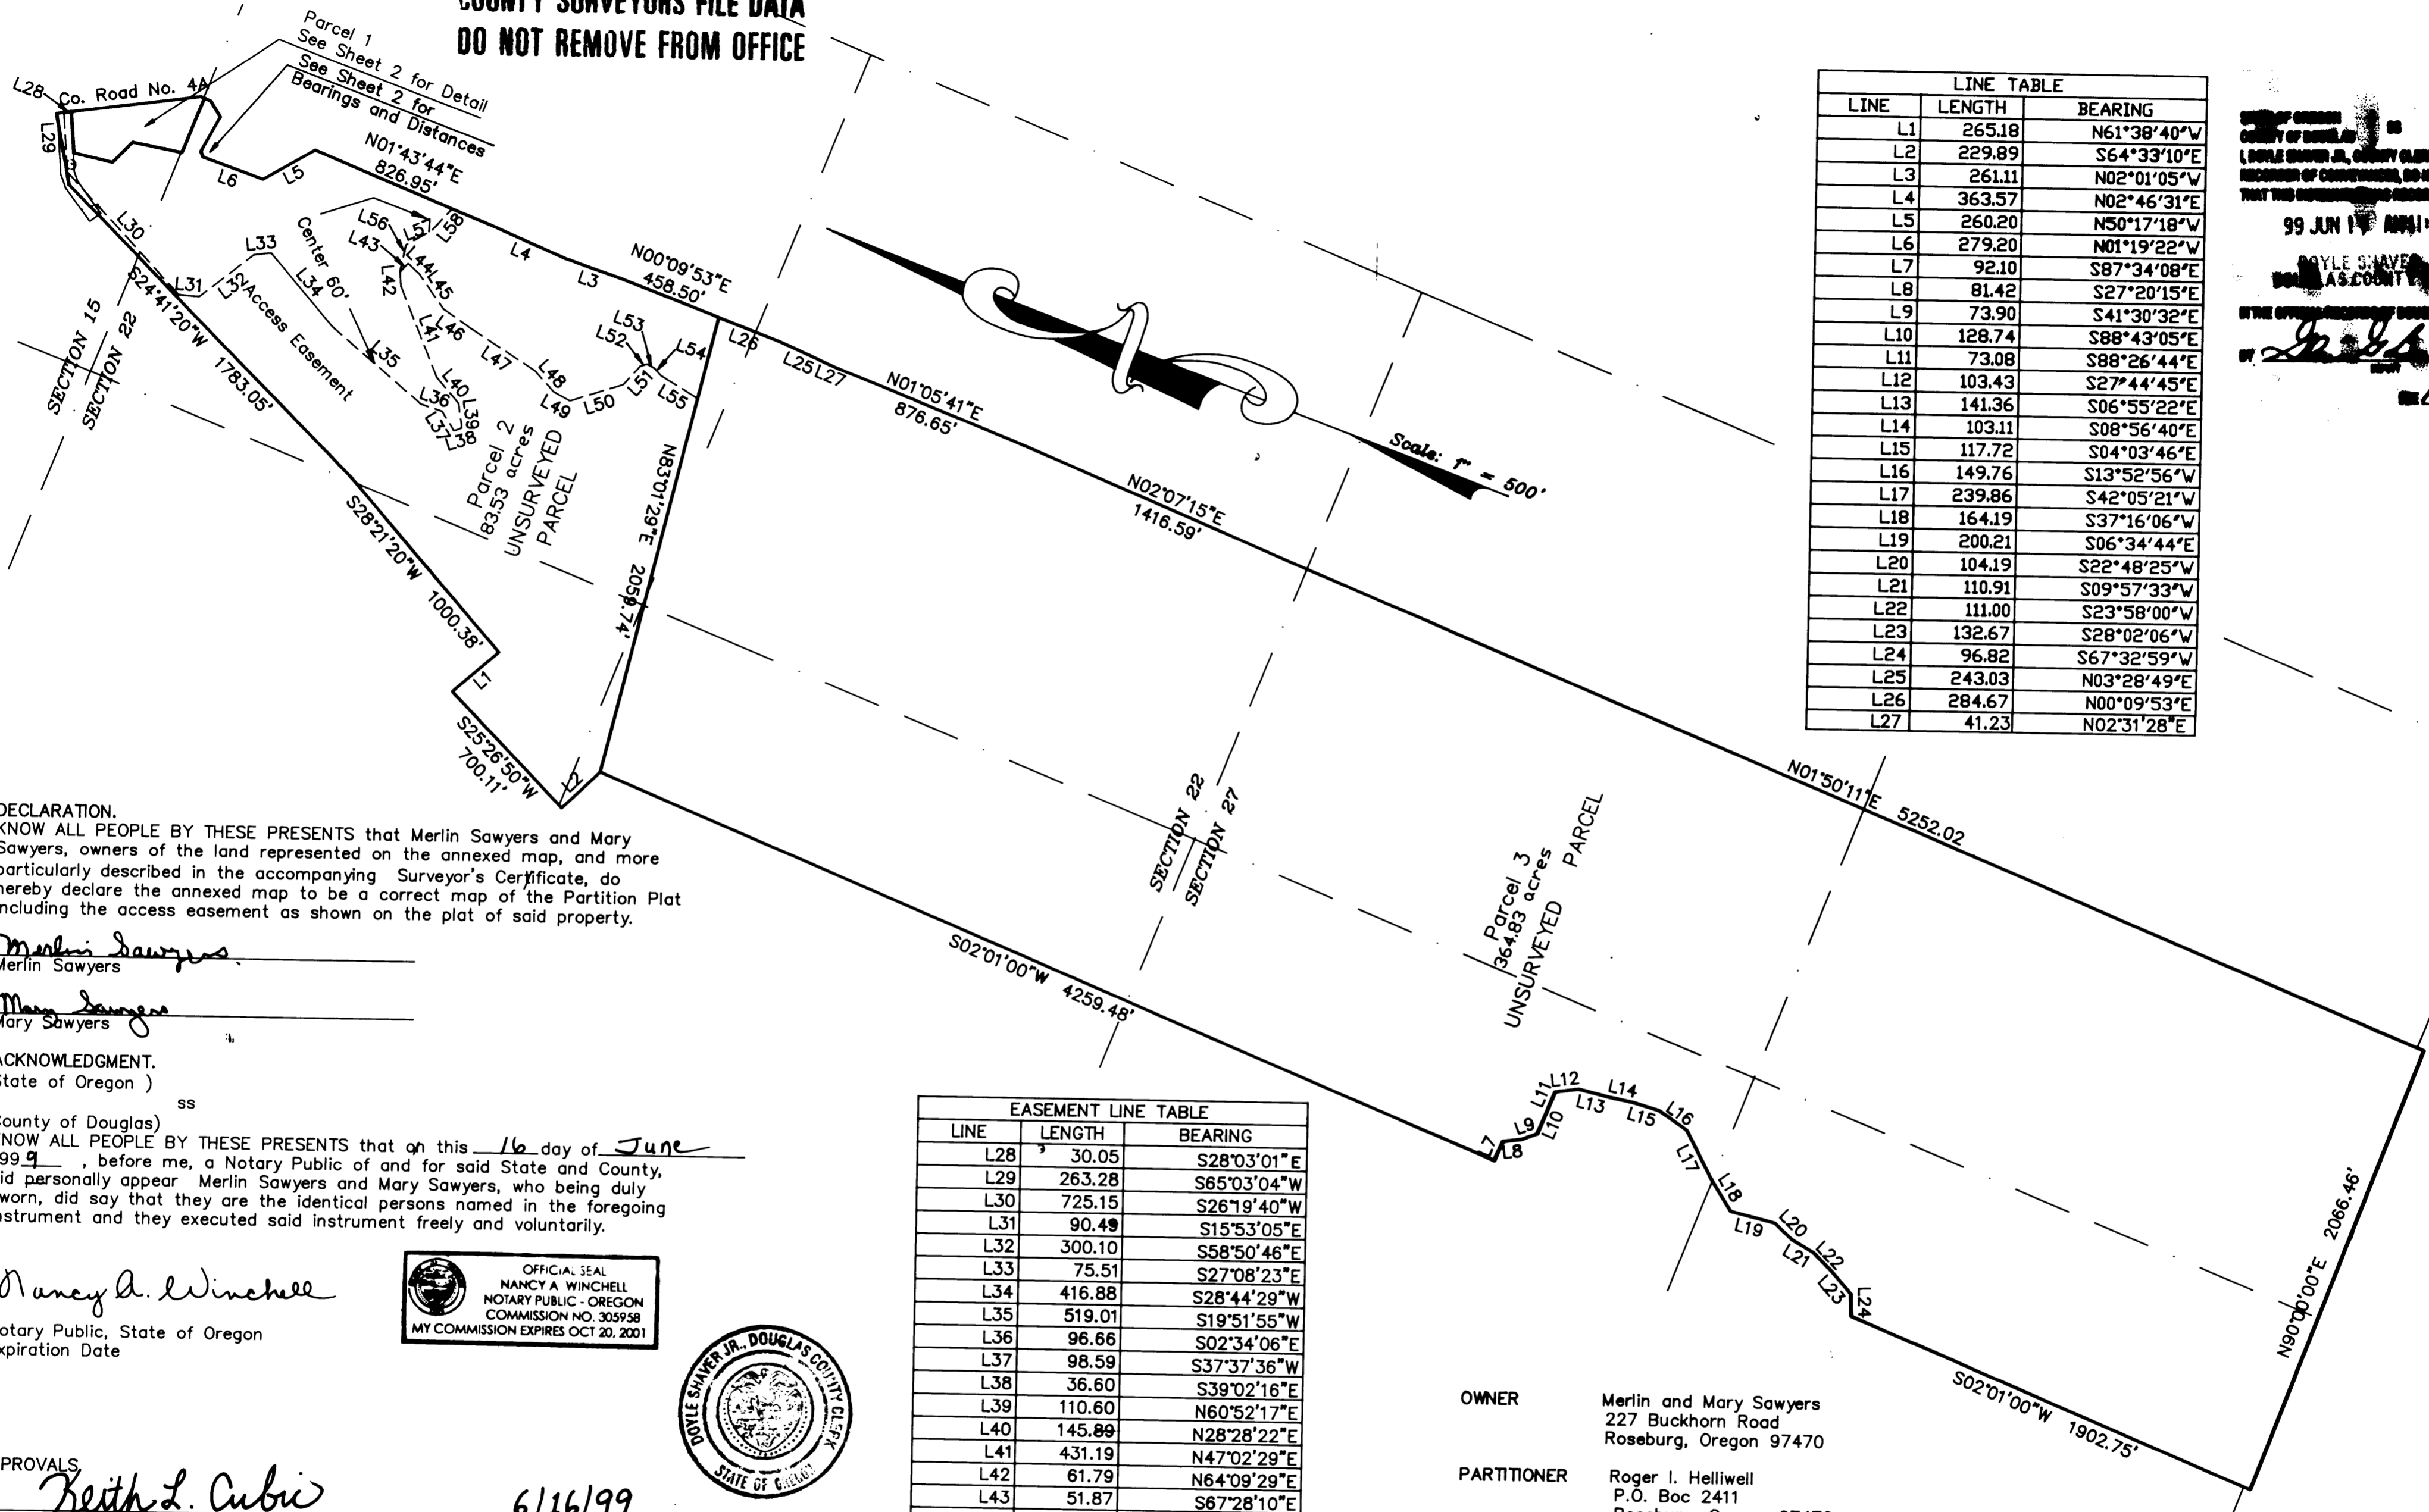 COUNTY SURVEYORS FILE DATA
DO NOT REMOVE FROM OFFICE
Parcel 1
See Sheet 2 for Detail
See Sheet 2 for
Bearings and Distances
L28
Co. Road No. 4A
L29
L6
L5
N01°43'44"E
826.95'
L30
L31
L32
L33
L34
Center 60'
Access Easement
L35
L36
L37
L38
L39
L40
L41
L42
L43
L56
L57
L58
L44
L45
L46
L47
L48
L49
L50
L51
L52
L53
L54
L55
L4
L3
N00°09'53"E
458.50'
L26
L25
L27
N01°05'41"E
876.65'
N02°07'15"E
1416.59'
N
Scale: 1" = 500'
SECTION 15
SECTION 22
S24°41'20"W 1783.05'
S28°21'20"W 1000.38'
L1
S25°26'50"W
700.11'
L2
Parcel 2
83.53 acres
UNSURVEYED
PARCEL
N83°01'29"E 2059.74'
SECTION 22
SECTION 27
S02°01'00"W 4259.48'
Parcel 3
364.83 acres
UNSURVEYED PARCEL
N01°50'11"E 5252.02
L7
L8
L9
L10
L11
L12
L13
L14
L15
L16
L17
L18
L19
L20
L21
L22
L23
L24
S02°01'00"W 1902.75'
N90°00'00"E 2066.46'
LINE TABLE
LINE LENGTH BEARING
L1 265.18 N61°38'40"W
L2 229.89 S64°33'10"E
L3 261.11 N02°01'05"W
L4 363.57 N02°46'31"E
L5 260.20 N50°17'18"W
L6 279.20 N01°19'22"W
L7 92.10 S87°34'08"E
L8 81.42 S27°20'15"E
L9 73.90 S41°30'32"E
L10 128.74 S88°43'05"E
L11 73.08 S88°26'44"E
L12 103.43 S27°44'45"E
L13 141.36 S06°55'22"E
L14 103.11 S08°56'40"E
L15 117.72 S04°03'46"E
L16 149.76 S13°52'56"W
L17 239.86 S42°05'21"W
L18 164.19 S37°16'06"W
L19 200.21 S06°34'44"E
L20 104.19 S22°48'25"W
L21 110.91 S09°57'33"W
L22 111.00 S23°58'00"W
L23 132.67 S28°02'06"W
L24 96.82 S67°32'59"W
L25 243.03 N03°28'49"E
L26 284.67 N00°09'53"E
L27 41.23 N02°31'28"E
COUNTY OF DOUGLAS SS
I, DOYLE SHAVER JR., COUNTY
99 JUN
DOYLE SHAVER
DOUGLAS COUNTY
BY
DECLARATION.
KNOW ALL PEOPLE BY THESE PRESENTS that Merlin Sawyers and Mary
Sawyers, owners of the land represented on the annexed map, and more
particularly described in the accompanying Surveyor's Certificate, do
hereby declare the annexed map to be a correct map of the Partition Plat
including the access easement as shown on the plat of said property.
Merlin Sawyers
Merlin Sawyers
Mary Sawyers
Mary Sawyers
ACKNOWLEDGMENT.
State of Oregon )
ss
County of Douglas)
KNOW ALL PEOPLE BY THESE PRESENTS that on this 16 day of June
1999, before me, a Notary Public of and for said State and County,
did personally appear Merlin Sawyers and Mary Sawyers, who being duly
sworn, did say that they are the identical persons named in the foregoing
instrument and they executed said instrument freely and voluntarily.
Nancy A. Winchell
Notary Public, State of Oregon
Expiration Date
OFFICIAL SEAL
NANCY A WINCHELL
NOTARY PUBLIC - OREGON
COMMISSION NO. 305958
MY COMMISSION EXPIRES OCT 20, 2001
DOYLE SHAVER JR., DOUGLAS COUNTY CLERK
STATE OF OREGON
APPROVALS
Keith L. Cubic
6/16/99
EASEMENT LINE TABLE
LINE LENGTH BEARING
L28 30.05 S28°03'01"E
L29 263.28 S65°03'04"W
L30 725.15 S26°19'40"W
L31 90.49 S15°53'05"E
L32 300.10 S58°50'46"E
L33 75.51 S27°08'23"E
L34 416.88 S28°44'29"W
L35 519.01 S19°51'55"W
L36 96.66 S02°34'06"E
L37 98.59 S37°37'36"W
L38 36.60 S39°02'16"E
L39 110.60 N60°52'17"E
L40 145.89 N28°28'22"E
L41 431.19 N47°02'29"E
L42 61.79 N64°09'29"E
L43 51.87 S67°28'10"E
OWNER Merlin and Mary Sawyers
227 Buckhorn Road
Roseburg, Oregon 97470
PARTITIONER Roger I. Helliwell
P.O. Boc 2411